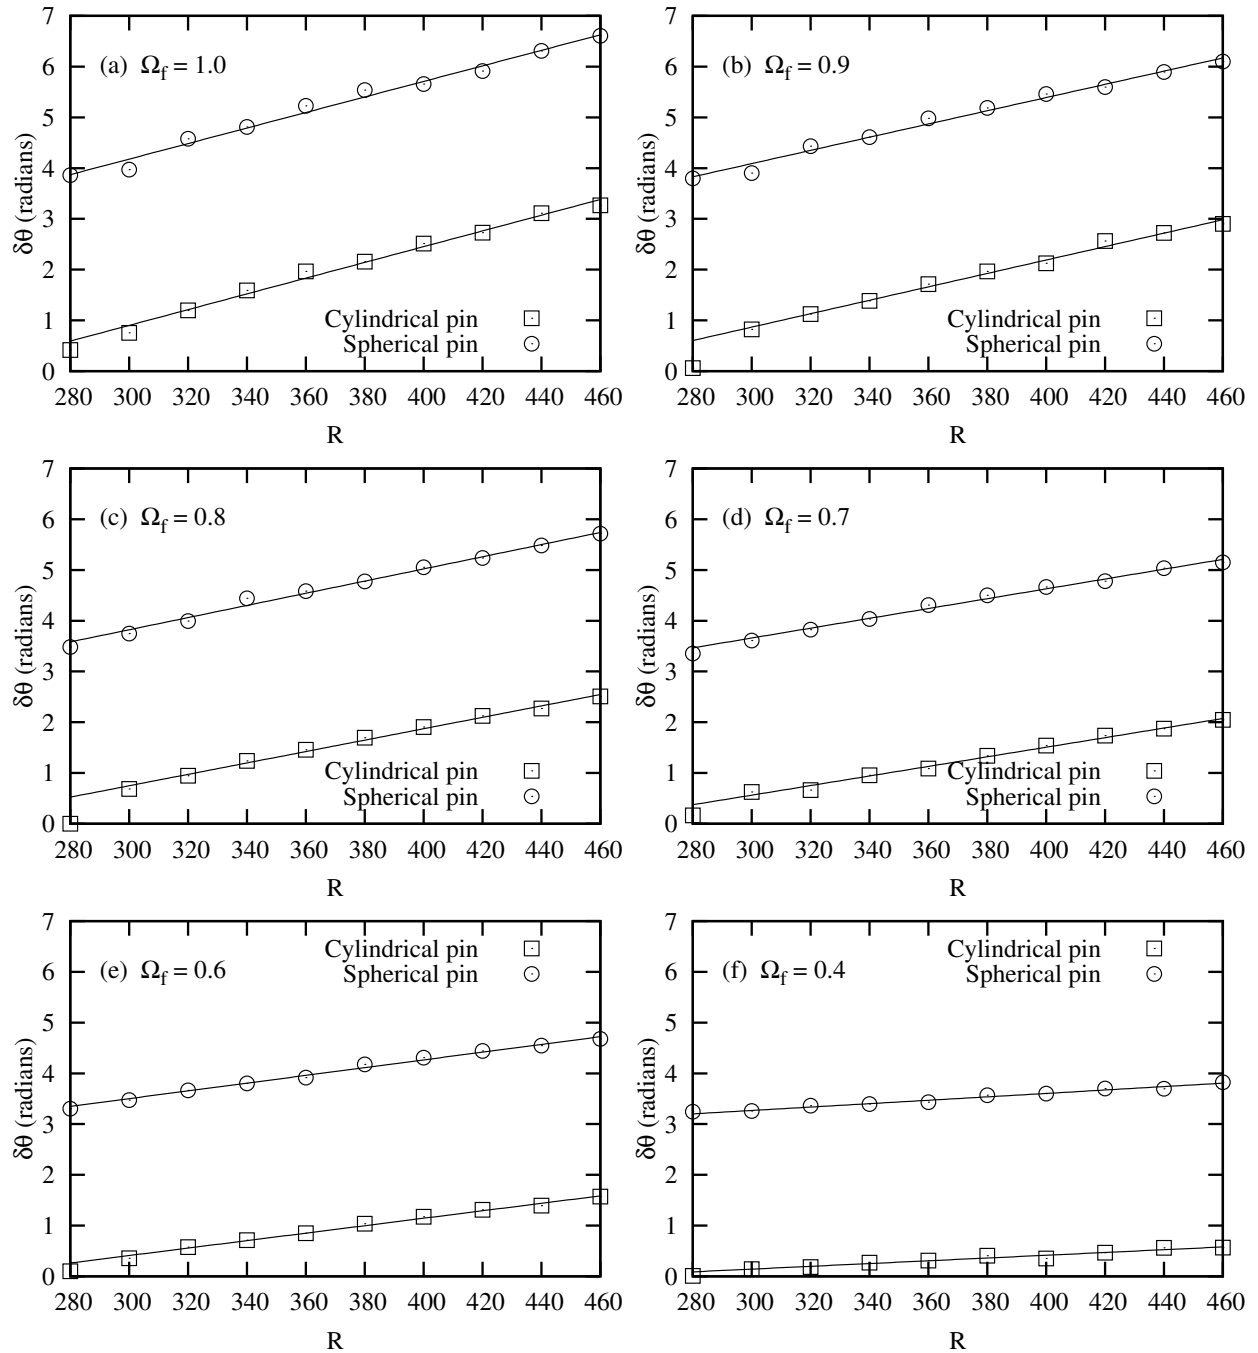 7
6
5
4
3
2
1
0
δθ (radians)
(a) Ω_f = 1.0
Cylindrical pin
Spherical pin
280 300 320 340 360 380 400 420 440 460
R
7
6
5
4
3
2
1
0
δθ (radians)
(b) Ω_f = 0.9
Cylindrical pin
Spherical pin
280 300 320 340 360 380 400 420 440 460
R
7
6
5
4
3
2
1
0
δθ (radians)
(c) Ω_f = 0.8
Cylindrical pin
Spherical pin
280 300 320 340 360 380 400 420 440 460
R
7
6
5
4
3
2
1
0
δθ (radians)
(d) Ω_f = 0.7
Cylindrical pin
Spherical pin
280 300 320 340 360 380 400 420 440 460
R
7
6
5
4
3
2
1
0
δθ (radians)
(e) Ω_f = 0.6
Cylindrical pin
Spherical pin
280 300 320 340 360 380 400 420 440 460
R
7
6
5
4
3
2
1
0
δθ (radians)
(f) Ω_f = 0.4
Cylindrical pin
Spherical pin
280 300 320 340 360 380 400 420 440 460
R